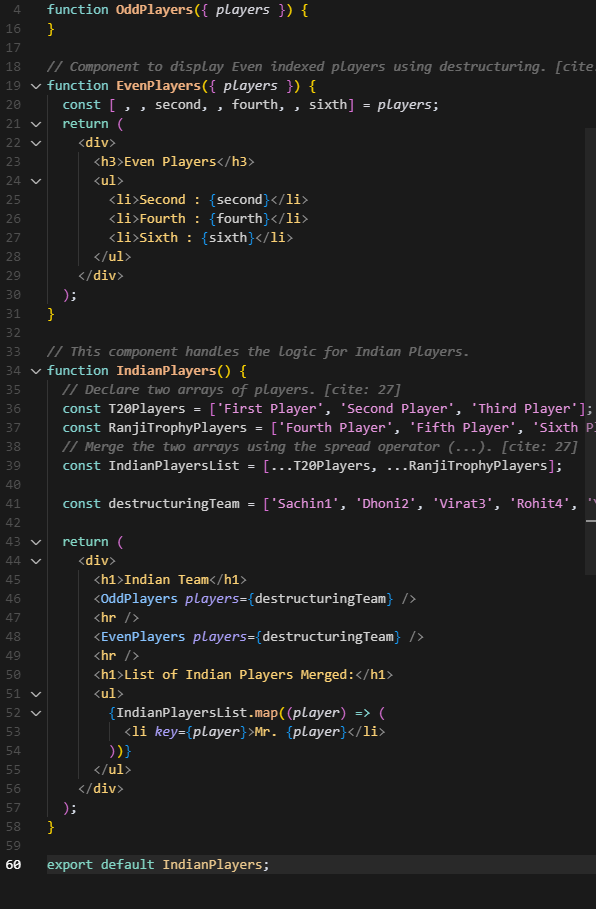 4 function OddPlayers({ players }) {
16 }
17
18 // Component to display Even indexed players using destructuring. [cite:
19 function EvenPlayers({ players }) {
20 const [ , , second, , fourth, , sixth] = players;
21 return (
22 <div>
23 <h3>Even Players</h3>
24 <ul>
25 <li>Second : {second}</li>
26 <li>Fourth : {fourth}</li>
27 <li>Sixth : {sixth}</li>
28 </ul>
29 </div>
30 );
31 }
32
33 // This component handles the logic for Indian Players.
34 function IndianPlayers() {
35 // Declare two arrays of players. [cite: 27]
36 const T20Players = ['First Player', 'Second Player', 'Third Player'];
37 const RanjiTrophyPlayers = ['Fourth Player', 'Fifth Player', 'Sixth Pl
38 // Merge the two arrays using the spread operator (...). [cite: 27]
39 const IndianPlayersList = [...T20Players, ...RanjiTrophyPlayers];
40
41 const destructuringTeam = ['Sachin1', 'Dhoni2', 'Virat3', 'Rohit4', 'Y
42
43 return (
44 <div>
45 <h1>Indian Team</h1>
46 <OddPlayers players={destructuringTeam} />
47 <hr />
48 <EvenPlayers players={destructuringTeam} />
49 <hr />
50 <h1>List of Indian Players Merged:</h1>
51 <ul>
52 {IndianPlayersList.map((player) => (
53 <li key={player}>Mr. {player}</li>
54 ))}
55 </ul>
56 </div>
57 );
58 }
59
60 export default IndianPlayers;